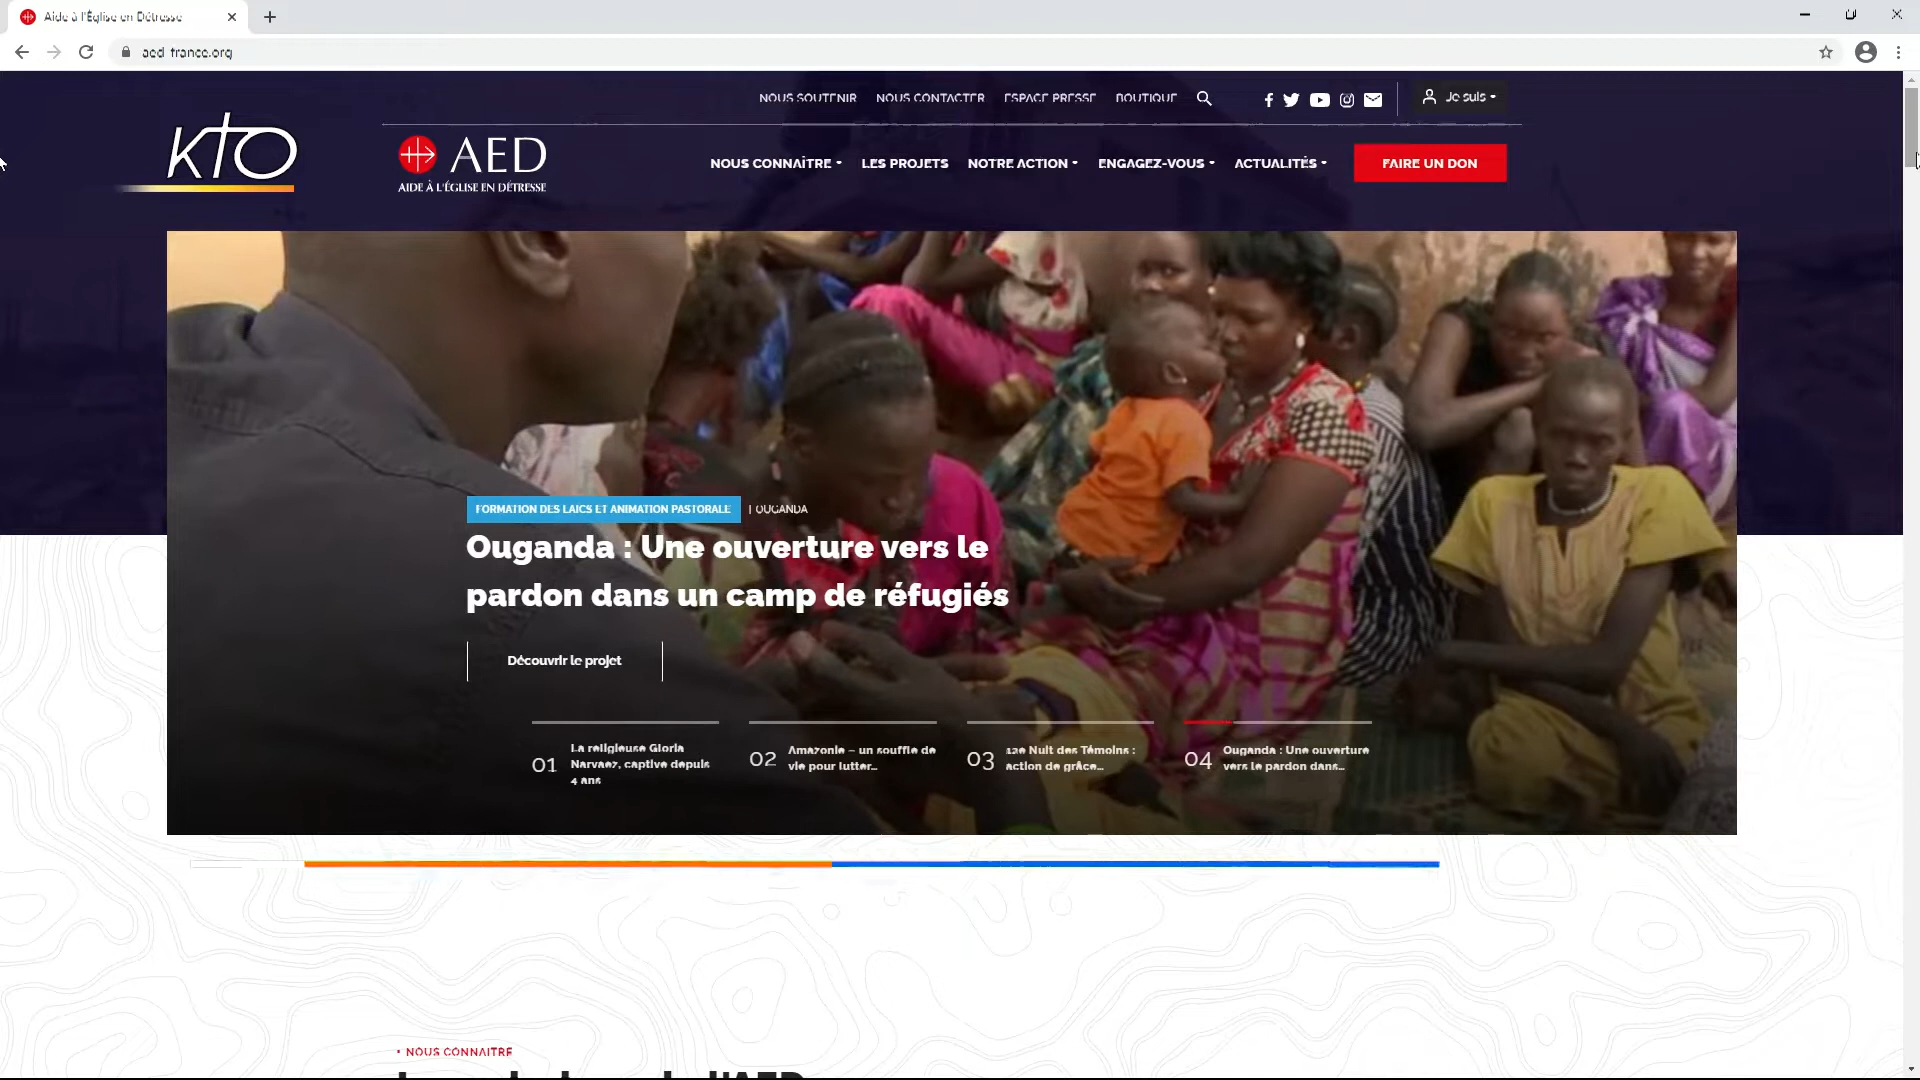 Aide à l'Église en Détresse
aed-france.org
NOUS SOUTENIR NOUS CONTACTER ESPACE PRESSE BOUTIQUE
Je suis
KTO
AED
AIDE À L'ÉGLISE EN DÉTRESSE
NOUS CONNAÎTRE LES PROJETS NOTRE ACTION ENGAGEZ-VOUS ACTUALITÉS FAIRE UN DON
FORMATION DES LAICS ET ANIMATION PASTORALE | OUGANDA
Ouganda : Une ouverture vers le
pardon dans un camp de réfugiés
Découvrir le projet
01 La religieuse Gloria
Narvaez, captive depuis
4 ans
02 Amazonie – un souffle de
vie pour lutter...
03 12e Nuit des Témoins :
action de grâce...
04 Ouganda : Une ouverture
vers le pardon dans...
• NOUS CONNAITRE